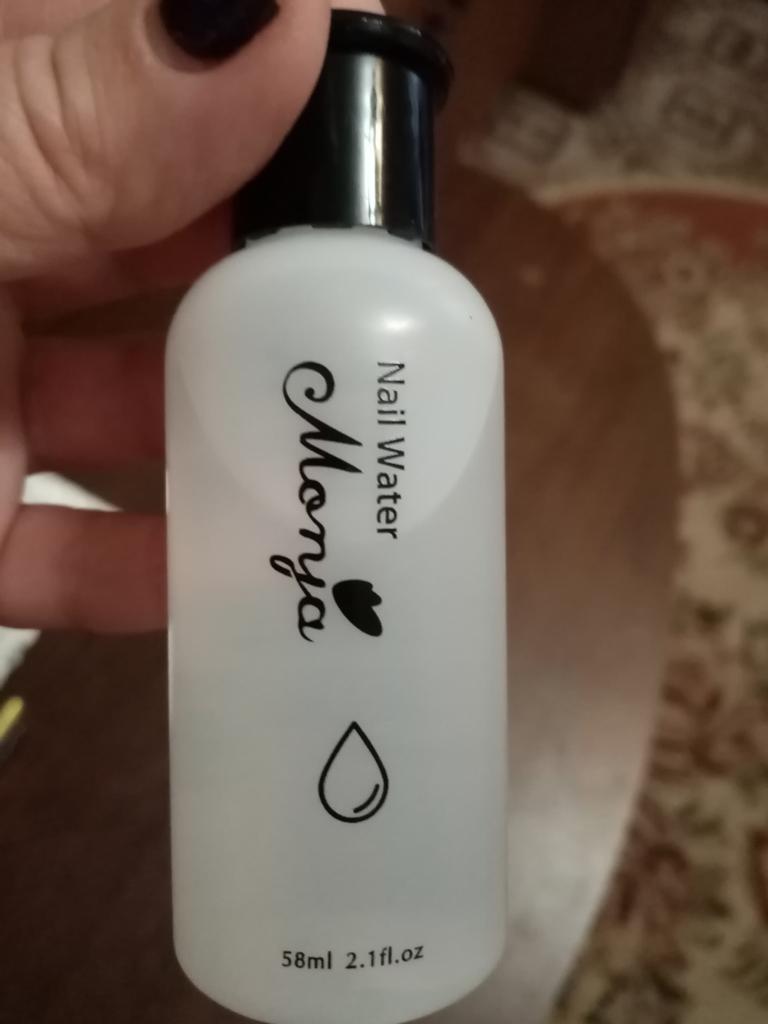 Nail Water
Monja
58ml 2.1fl.oz